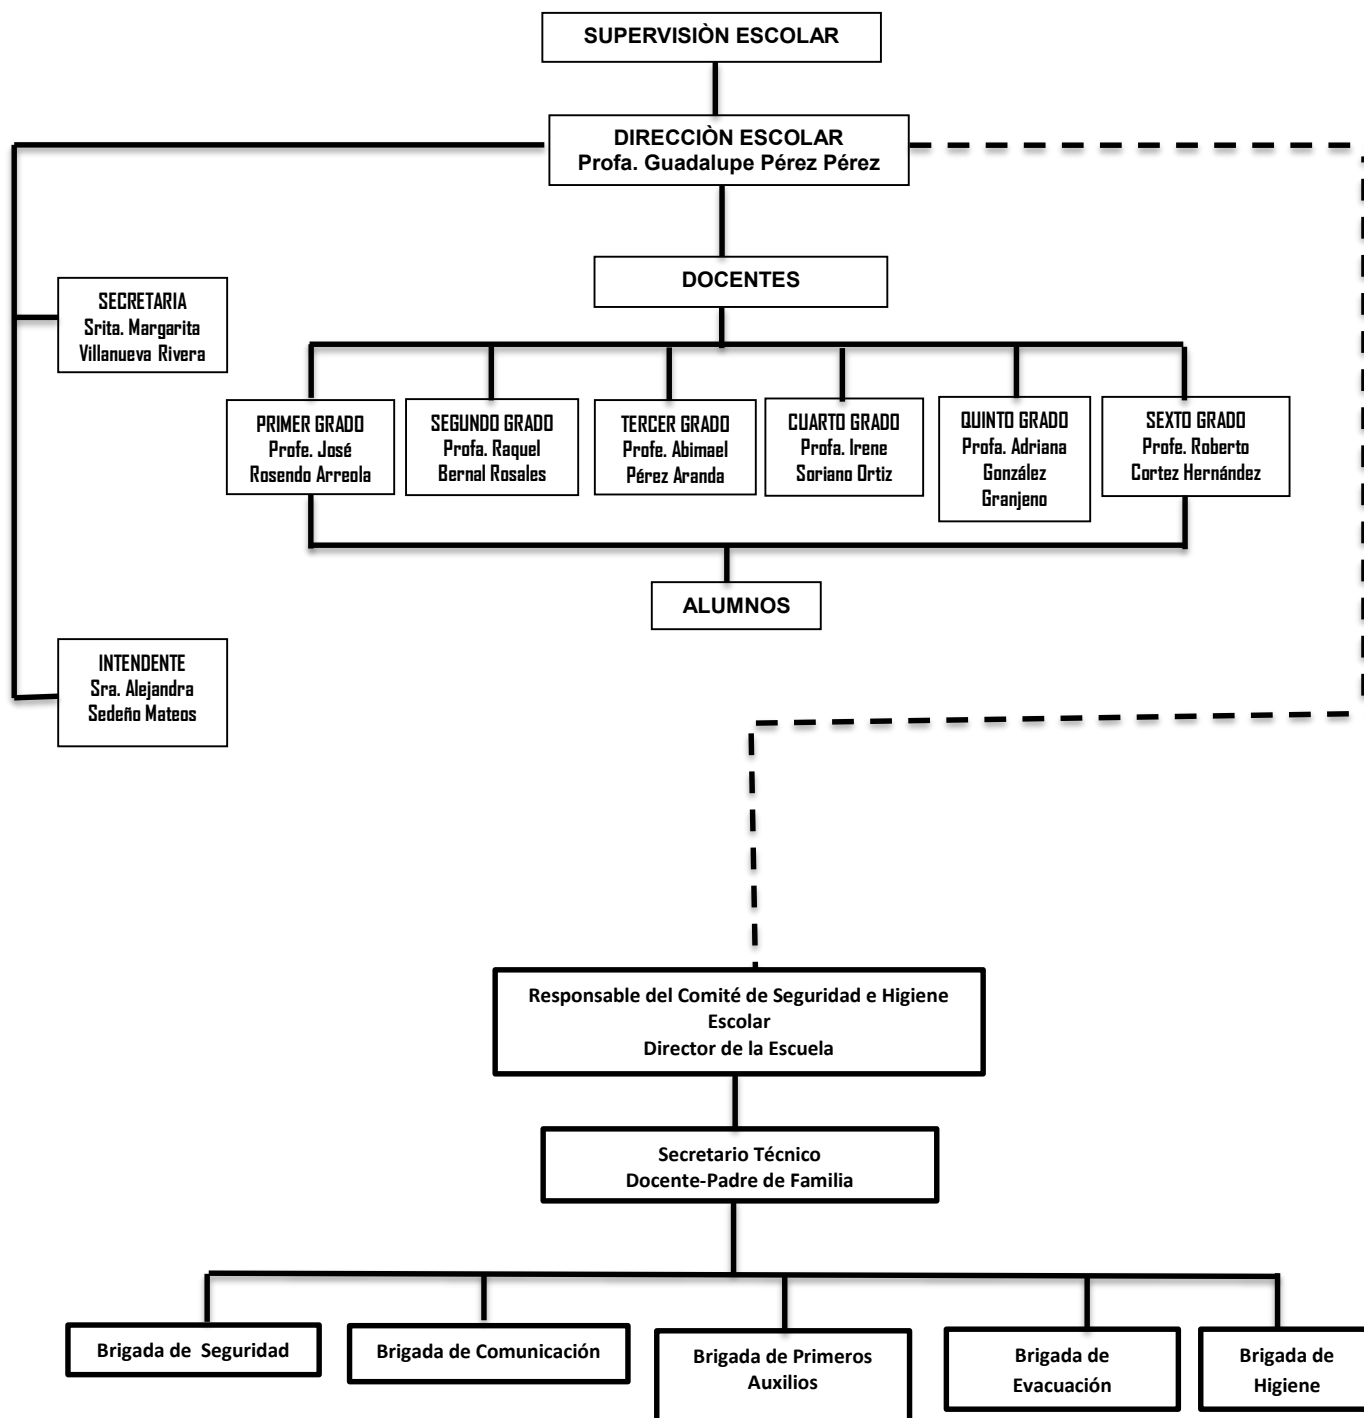 SUPERVISIÒN ESCOLAR
DIRECCIÒN ESCOLAR
Profa. Guadalupe Pérez Pérez
DOCENTES
SECRETARIA
Srita. Margarita
Villanueva Rivera
PRIMER GRADO
Profe. José
Rosendo Arreola
SEGUNDO GRADO
Profa. Raquel
Bernal Rosales
TERCER GRADO
Profe. Abimael
Pérez Aranda
CUARTO GRADO
Profa. Irene
Soriano Ortiz
QUINTO GRADO
Profa. Adriana
González
Granjeno
SEXTO GRADO
Profe. Roberto
Cortez Hernández
ALUMNOS
INTENDENTE
Sra. Alejandra
Sedeño Mateos
Responsable del Comité de Seguridad e Higiene
Escolar
Director de la Escuela
Secretario Técnico
Docente-Padre de Familia
Brigada de  Seguridad
Brigada de Comunicación
Brigada de Primeros
Auxilios
Brigada de
Evacuación
Brigada de
Higiene